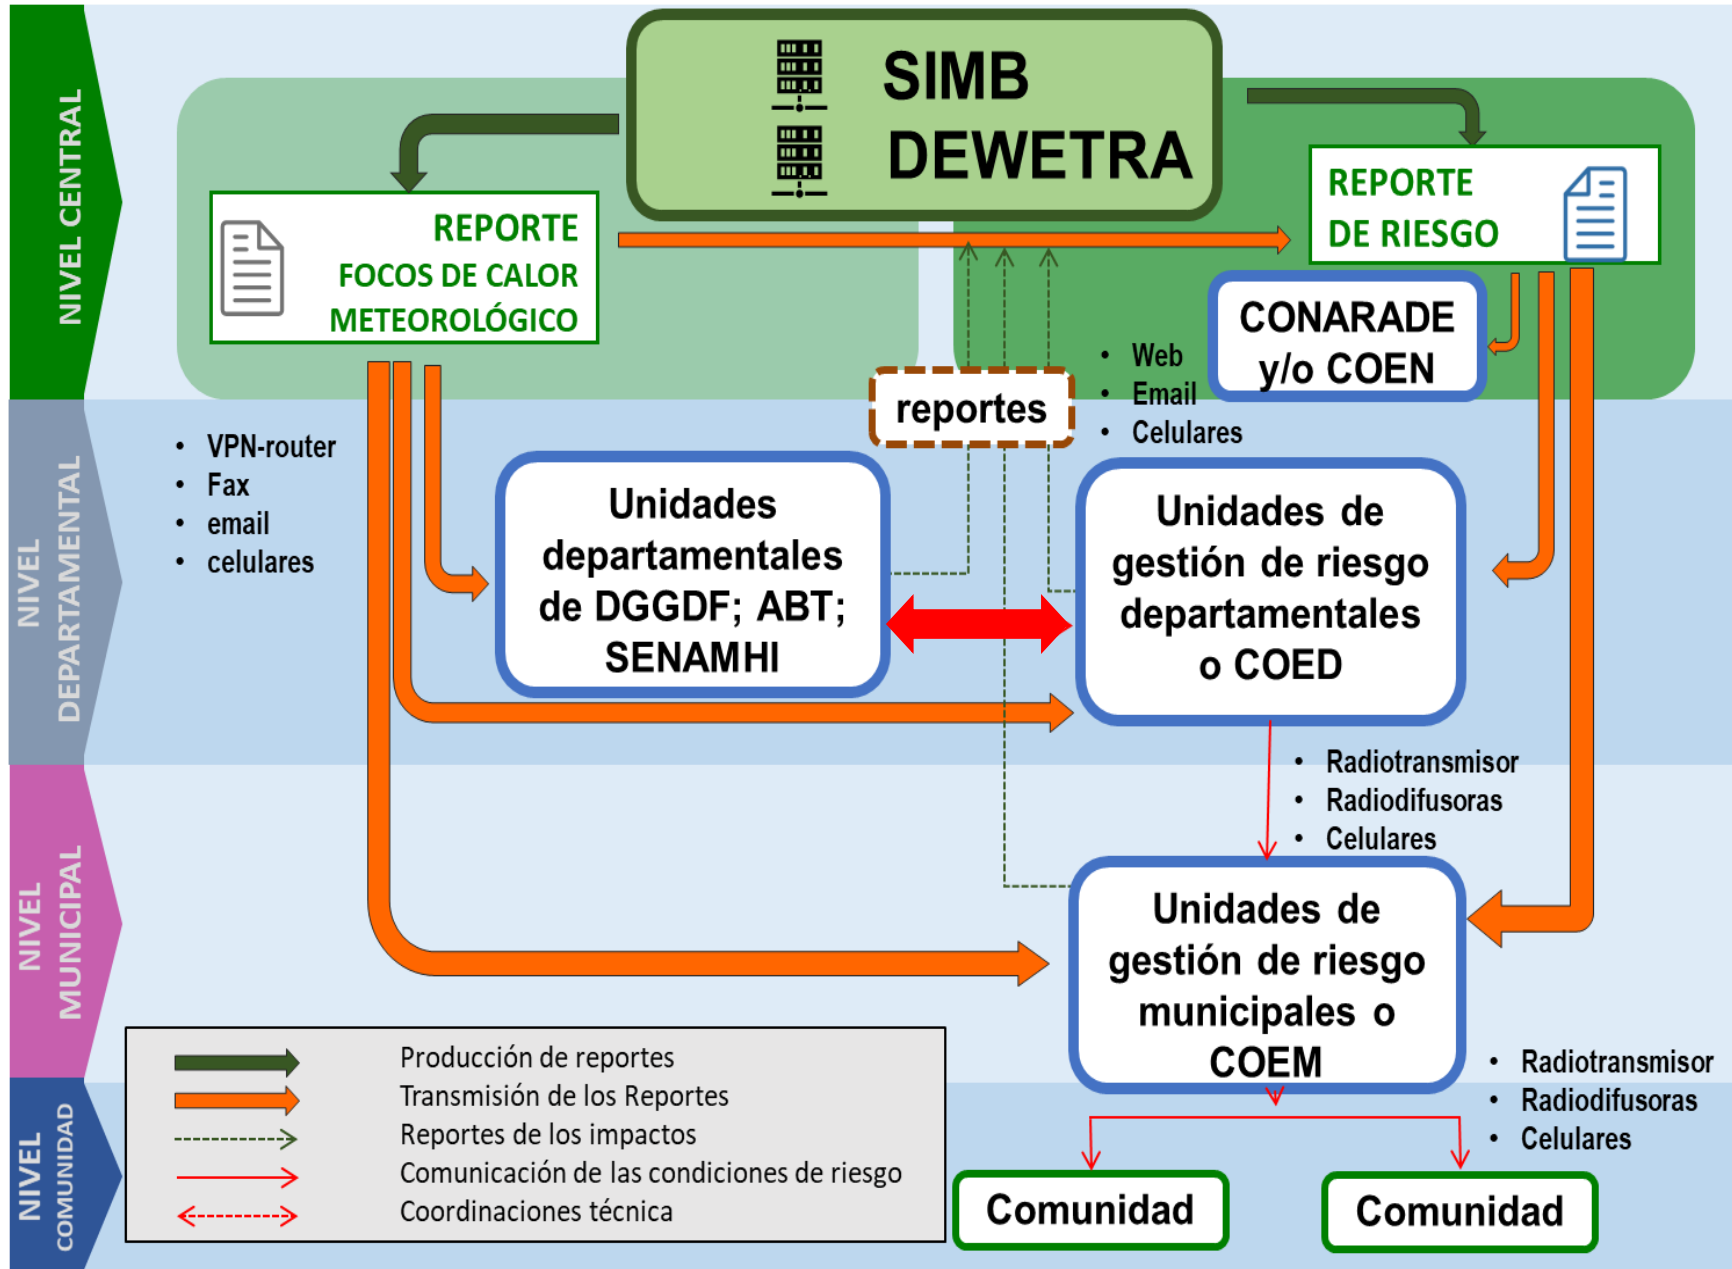 SIMB
DEWETRA
NIVEL CENTRAL
REPORTE
FOCOS DE CALOR
METEOROLÓGICO
REPORTE
DE RIESGO
CONARADE
y/o COEN
• Web
• Email
• Celulares
reportes
NIVEL
DEPARTAMENTAL
• VPN-router
• Fax
• email
• celulares
Unidades
departamentales
de DGGDF; ABT;
SENAMHI
Unidades de
gestión de riesgo
departamentales
o COED
• Radiotransmisor
• Radiodifusoras
• Celulares
NIVEL
MUNICIPAL
Unidades de
gestión de riesgo
municipales o
COEM
• Radiotransmisor
• Radiodifusoras
• Celulares
Producción de reportes
Transmisión de los Reportes
Reportes de los impactos
Comunicación de las condiciones de riesgo
Coordinaciones técnica
NIVEL
COMUNIDAD
Comunidad
Comunidad